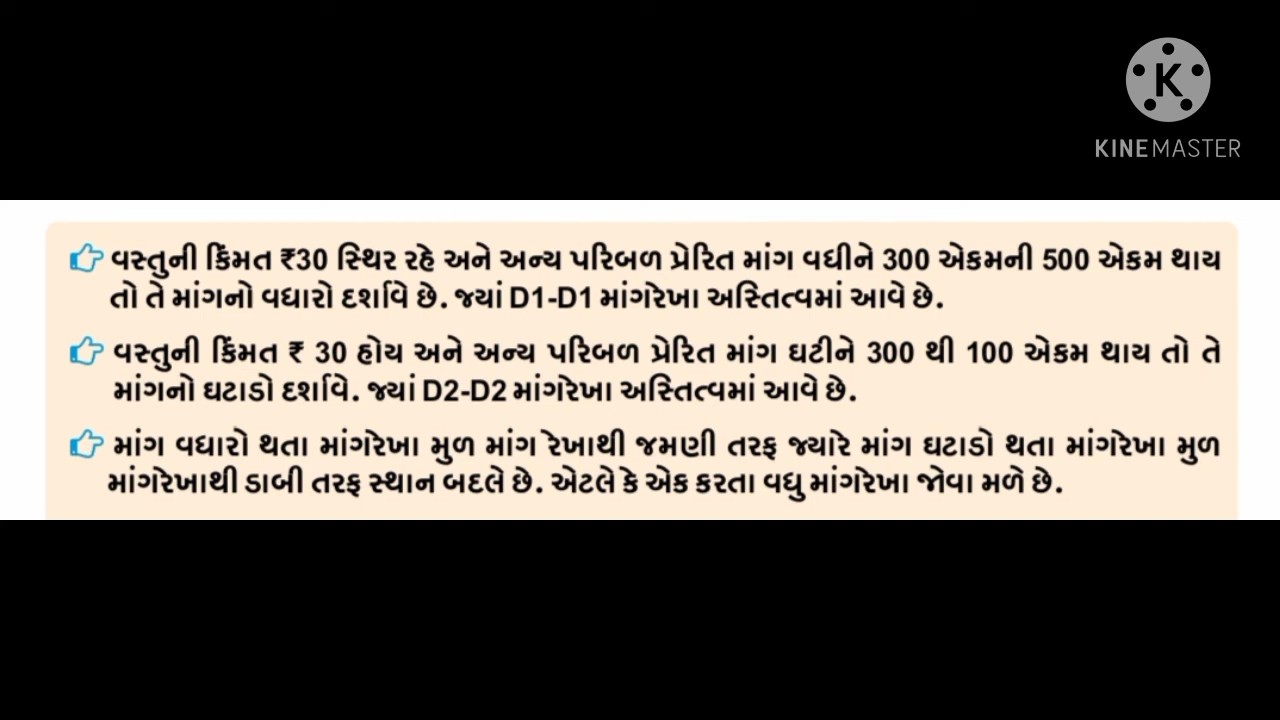 K
KINEMASTER
વસ્તુની કિંમત ₹30 સ્થિર રહે અને અન્ય પરિબળ પ્રેરિત માંગ વધીને 300 એકમની 500 એકમ થાય
તો તે માંગનો વધારો દર્શાવે છે. જયાં D1-D1 માંગરેખા અસ્તિત્વમાં આવે છે.
વસ્તુની કિંમત ₹ 30 હોય અને અન્ય પરિબળ પ્રેરિત માંગ ઘટીને 300 થી 100 એકમ થાય તો તે
માંગનો ઘટાડો દર્શાવે. જ્યાં D2-D2 માંગરેખા અસ્તિત્વમાં આવે છે.
માંગ વધારો થતા માંગરેખા મુળ માંગ રેખાથી જમણી તરફ જ્યારે માંગ ઘટાડો થતા માંગરેખા મુળ
માંગરેખાથી ડાબી તરફ સ્થાન બદલે છે. એટલે કે એક કરતા વધુ માંગરેખા જોવા મળે છે.